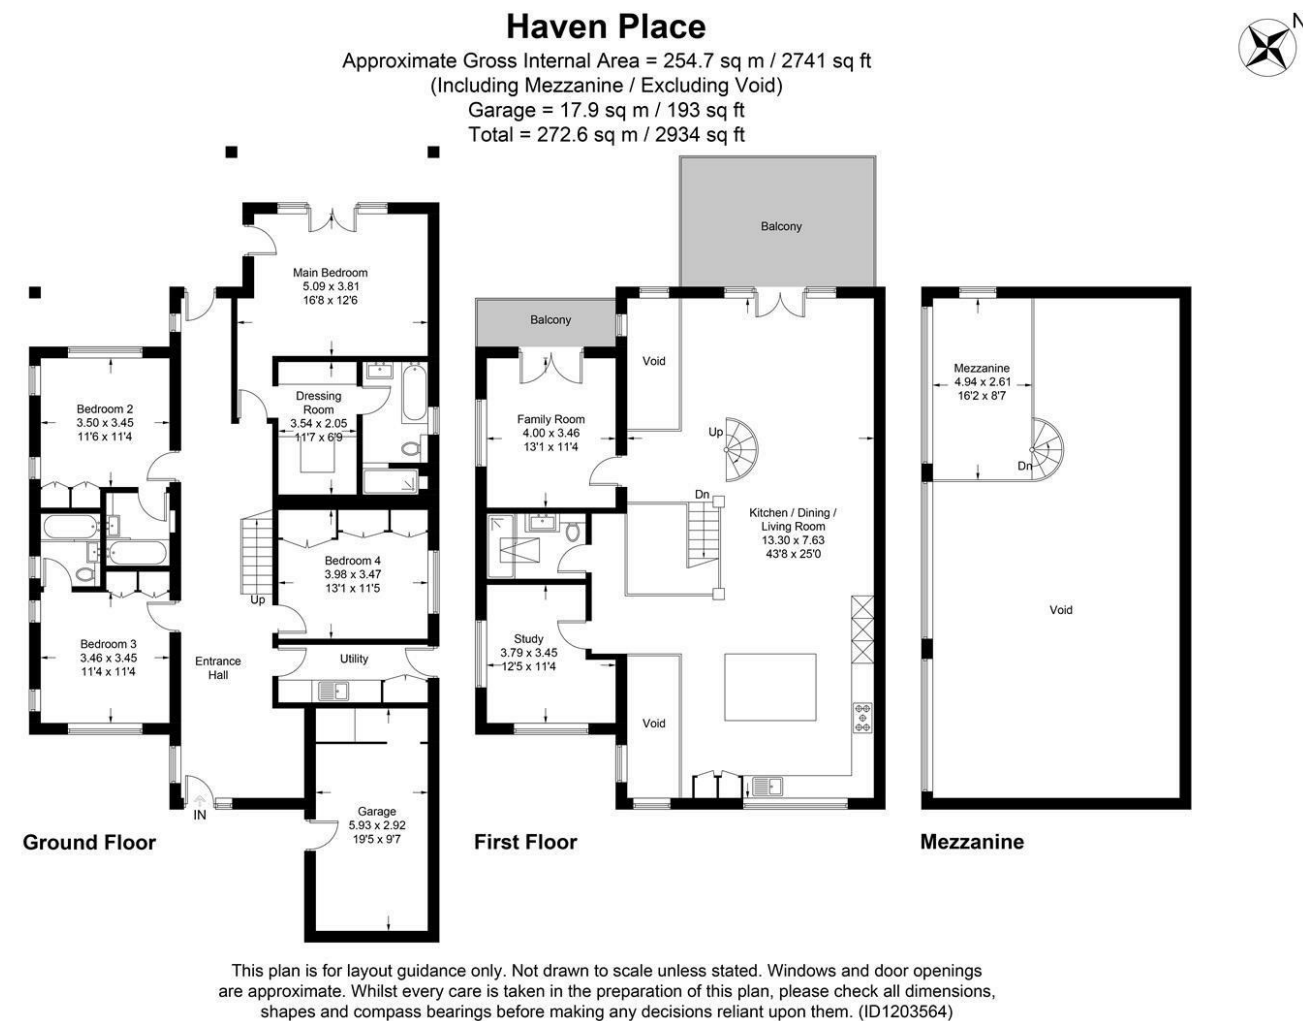 Haven Place
Approximate Gross Internal Area = 254.7 sq m / 2741 sq ft
(Including Mezzanine / Excluding Void)
Garage = 17.9 sq m / 193 sq ft
Total = 272.6 sq m / 2934 sq ft
N
Main Bedroom
5.09 x 3.81
16'8 x 12'6
Bedroom 2
3.50 x 3.45
11'6 x 11'4
Dressing
Room
3.54 x 2.05
11'7 x 6'9
Bedroom 4
3.98 x 3.47
13'1 x 11'5
Up
Bedroom 3
3.46 x 3.45
11'4 x 11'4
Entrance
Hall
Utility
IN
Garage
5.93 x 2.92
19'5 x 9'7
Ground Floor
Balcony
Balcony
Void
Family Room
4.00 x 3.46
13'1 x 11'4
Up
Dn
Kitchen / Dining /
Living Room
13.30 x 7.63
43'8 x 25'0
Study
3.79 x 3.45
12'5 x 11'4
Void
First Floor
Mezzanine
4.94 x 2.61
16'2 x 8'7
Dn
Void
Mezzanine
This plan is for layout guidance only. Not drawn to scale unless stated. Windows and door openings
are approximate. Whilst every care is taken in the preparation of this plan, please check all dimensions,
shapes and compass bearings before making any decisions reliant upon them. (ID1203564)